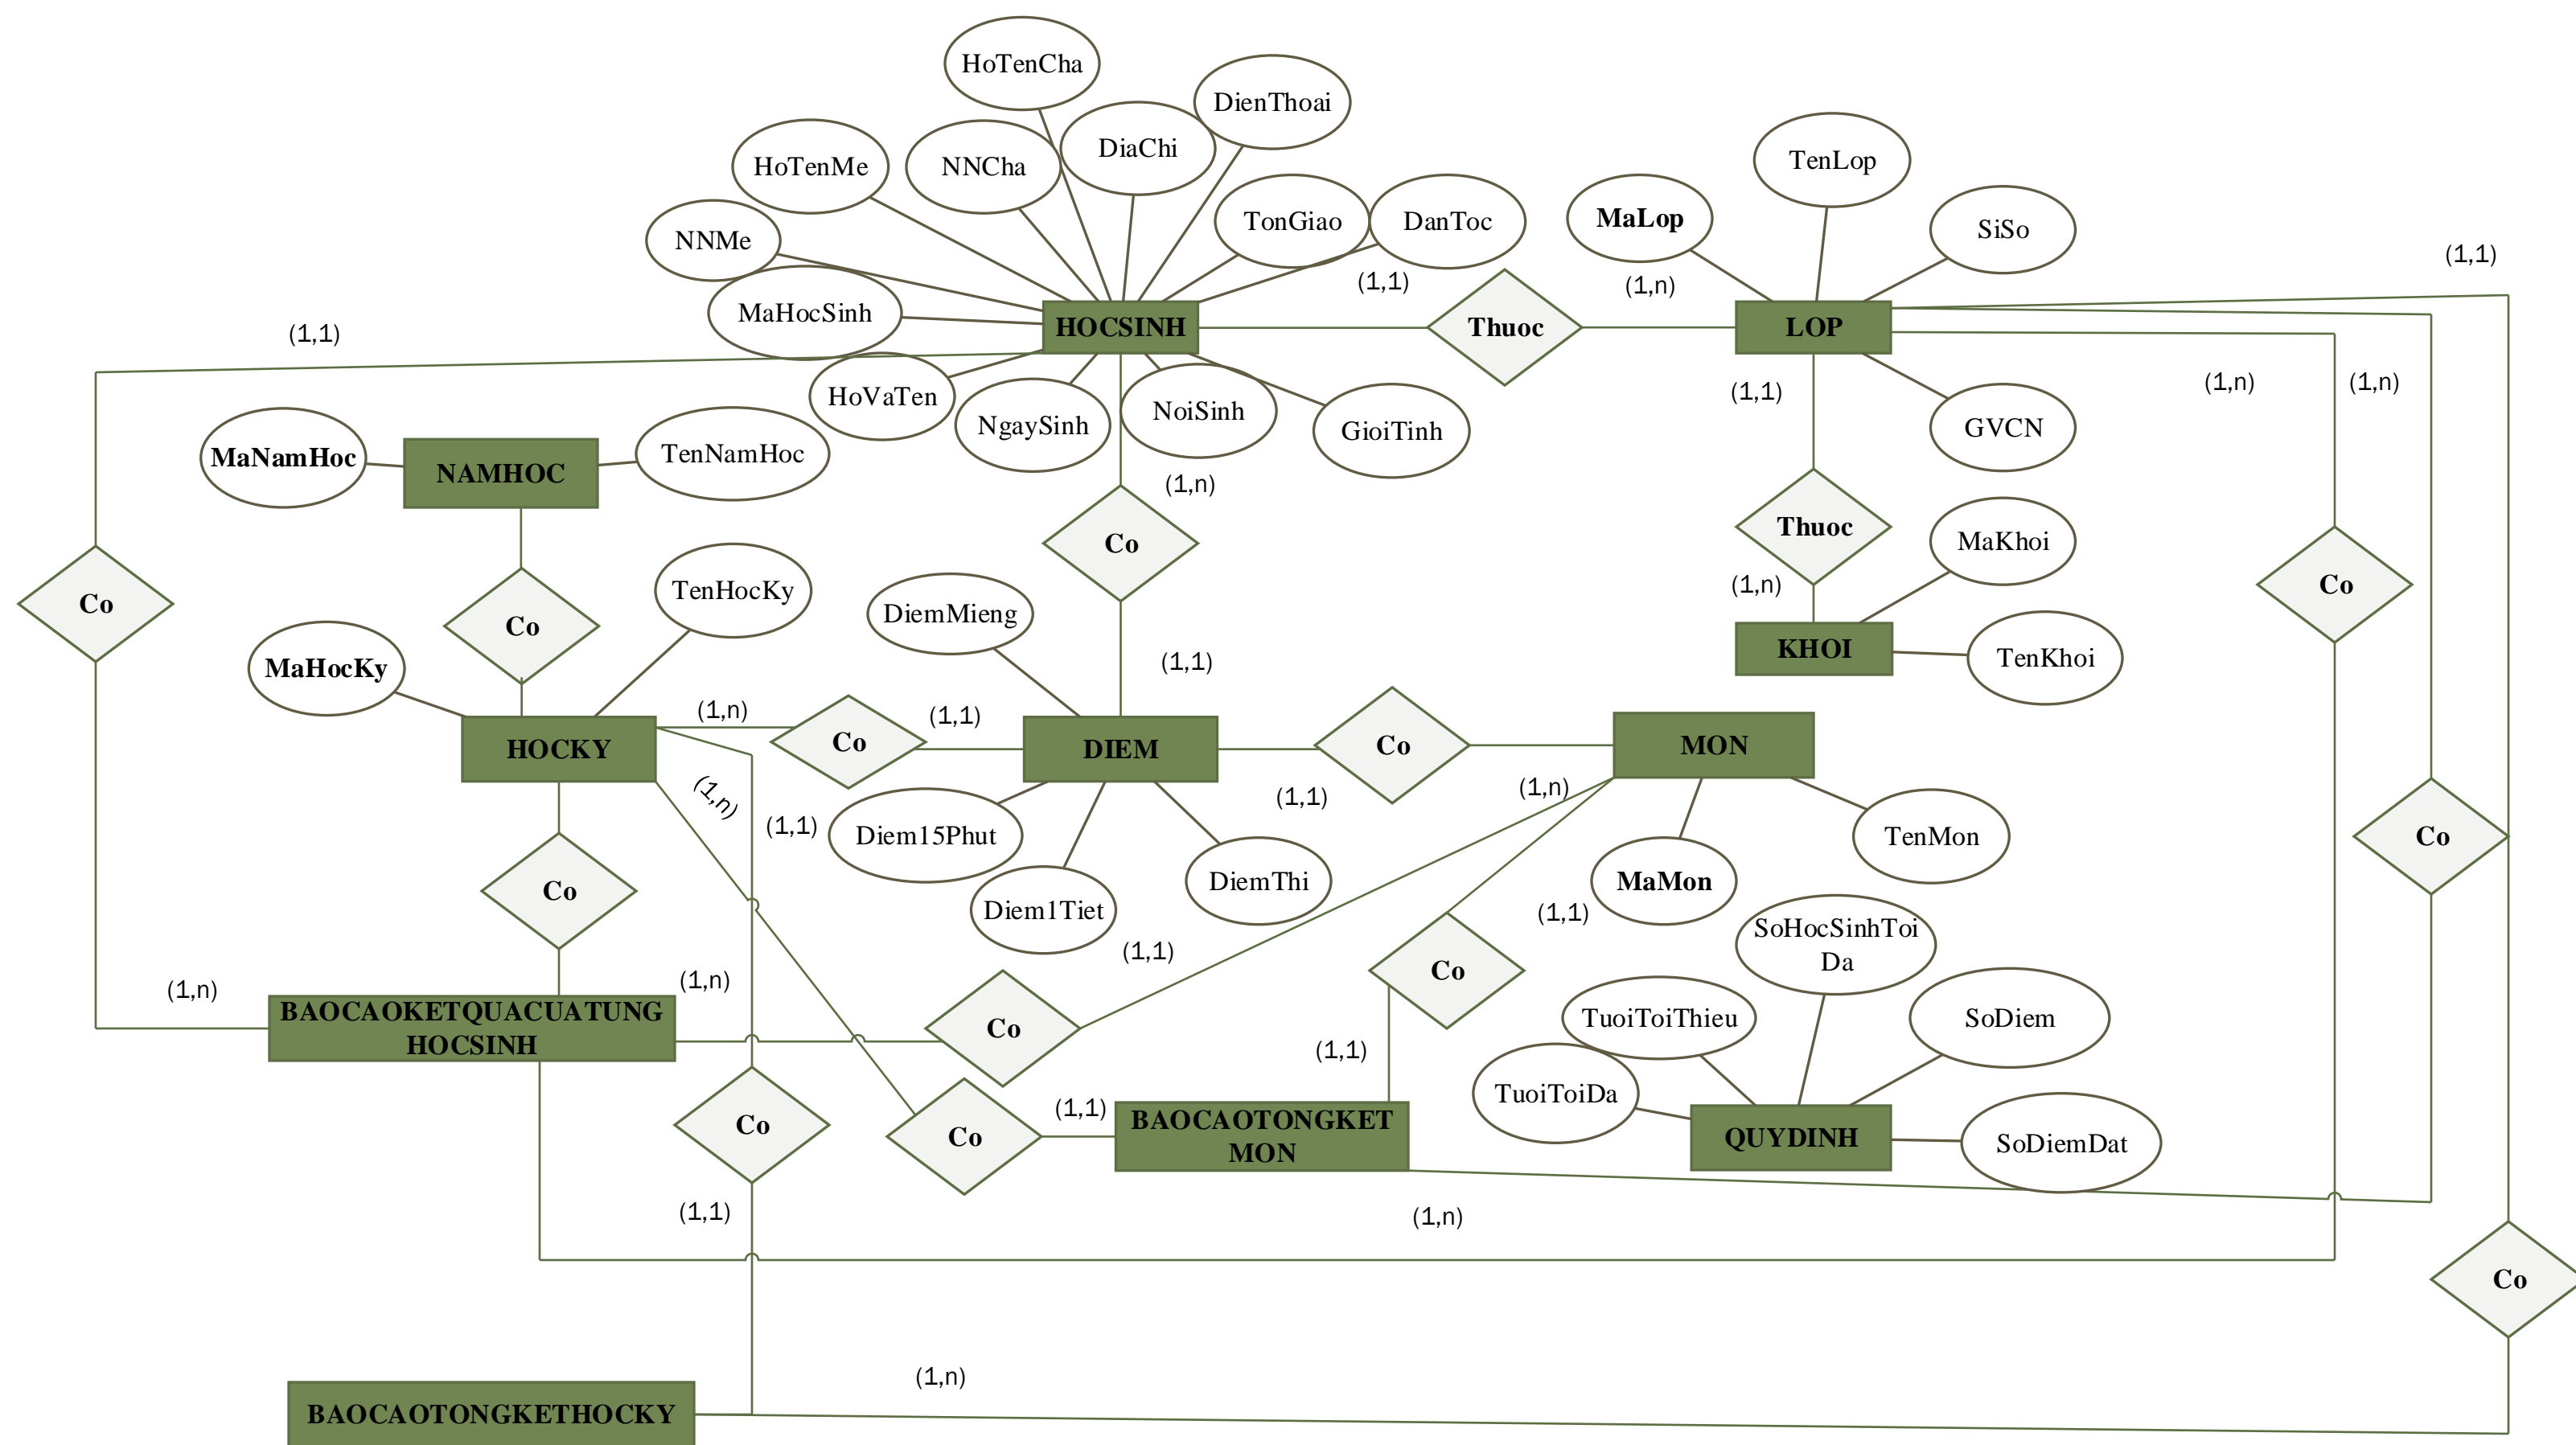 HoTenCha
DienThoai
DiaChi
HoTenMe
NNCha
TenLop
MaLop
TonGiao
DanToc
SiSo
NNMe
(1,1)
(1,1)
(1,n)
MaHocSinh
HOCSINH
Thuoc
LOP
(1,1)
(1,1)
(1,n)
(1,n)
HoVaTen
NgaySinh
NoiSinh
GioiTinh
GVCN
MaNamHoc
NAMHOC
TenNamHoc
(1,n)
Thuoc
Co
MaKhoi
Co
TenHocKy
(1,n)
Co
Co
DiemMieng
MaHocKy
(1,1)
KHOI
TenKhoi
(1,n)
(1,1)
HOCKY
Co
DIEM
Co
MON
(1,n)
(1,1)
(1,1)
(1,n)
Diem15Phut
TenMon
Co
Co
Diem1Tiet
DiemThi
MaMon
(1,1)
(1,1)
SoHocSinhToi
Da
Co
(1,n)
(1,n)
BAOCAOKETQUACUATUNG
HOCSINH
Co
TuoiToiThieu
SoDiem
(1,1)
TuoiToiDa
(1,1)
Co
Co
BAOCAOTONGKET
MON
QUYDINH
SoDiemDat
(1,1)
(1,n)
Co
(1,n)
BAOCAOTONGKETHOCKY